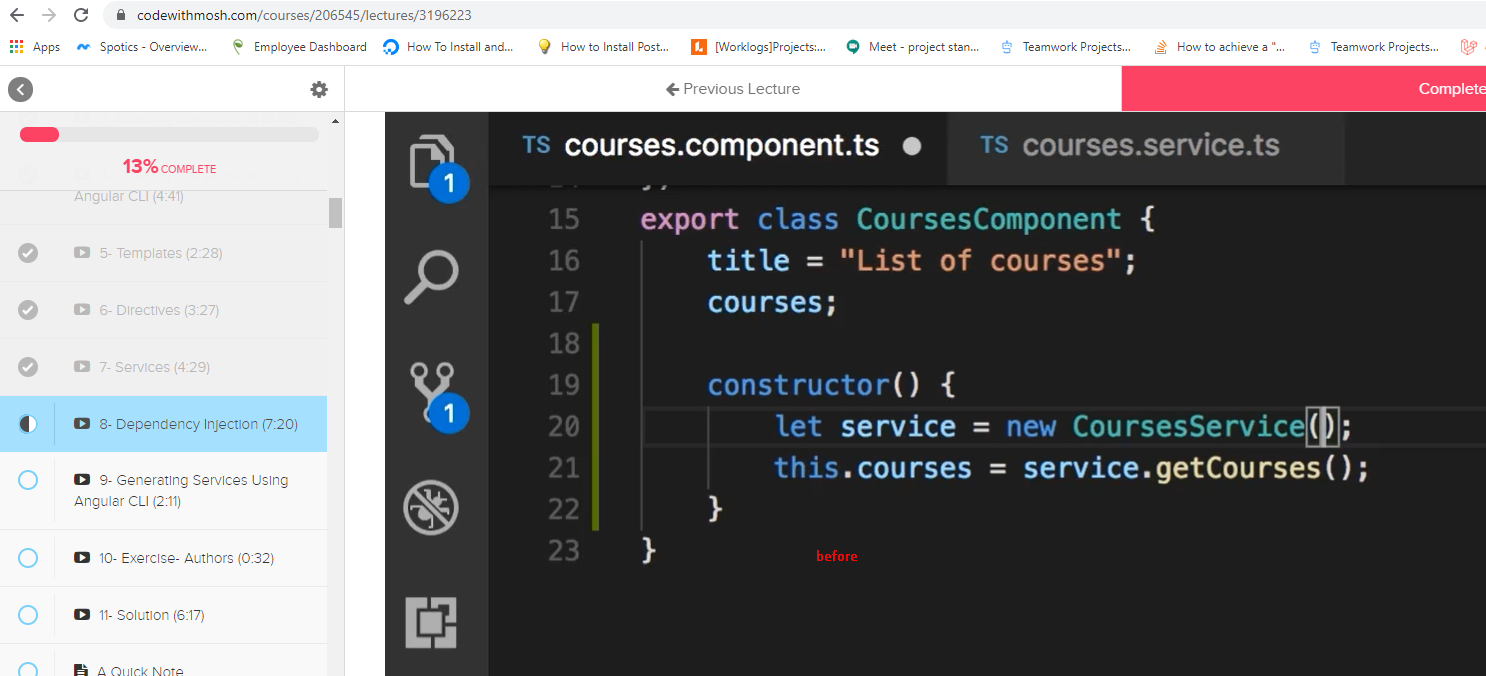 codewithmosh.com/courses/206545/lectures/3196223
Apps Spotics - Overview... Employee Dashboard How To Install and... How to Install Post... [Worklogs]Projects:... Meet - project stan... Teamwork Projects... How to achieve a "... Teamwork Projects...
Previous Lecture
Complete
13% COMPLETE
Angular CLI (4:41)
5- Templates (2:28)
6- Directives (3:27)
7- Services (4:29)
8- Dependency Injection (7:20)
9- Generating Services Using
Angular CLI (2:11)
10- Exercise- Authors (0:32)
11- Solution (6:17)
A Quick Note
1
1
TS courses.component.ts TS courses.service.ts
15 export class CoursesComponent {
16 title = "List of courses";
17 courses;
18
19 constructor() {
20 let service = new CoursesService();
21 this.courses = service.getCourses();
22 }
23 }
before